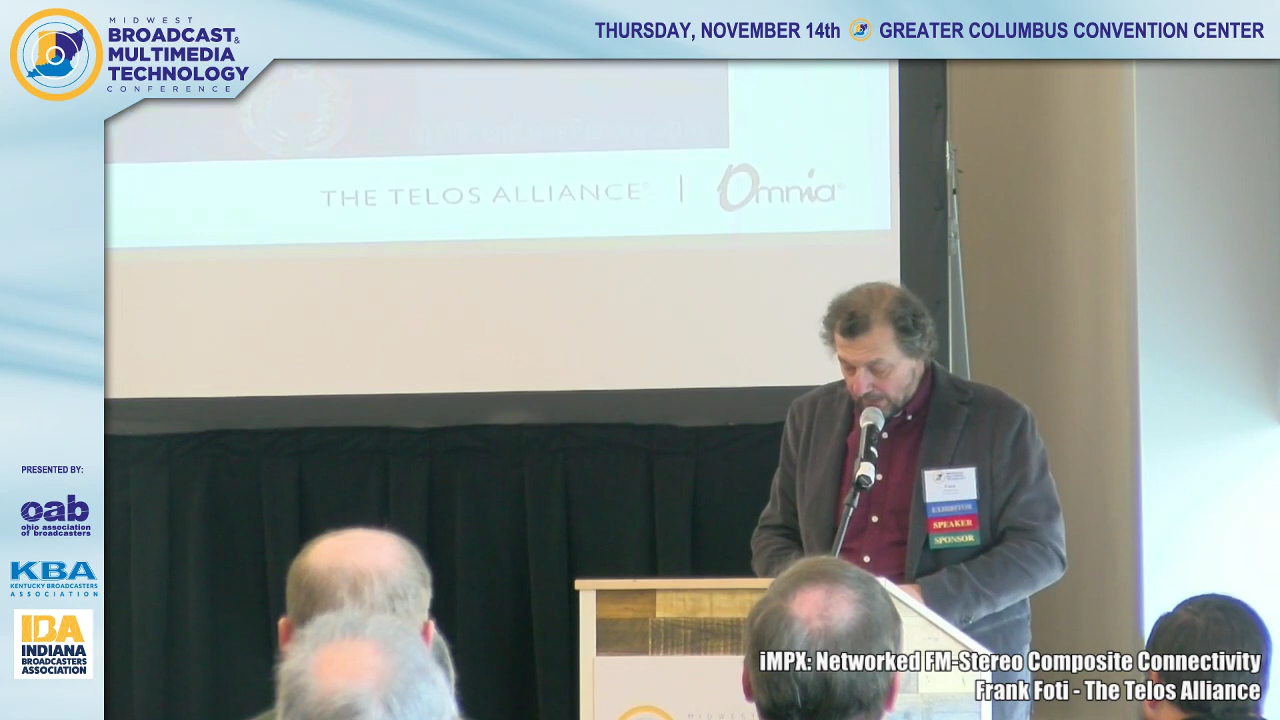 MIDWEST
BROADCAST&
MULTIMEDIA
TECHNOLOGY
CONFERENCE
THURSDAY, NOVEMBER 14th
GREATER COLUMBUS CONVENTION CENTER
THE TELOS ALLIANCE®
Omnia®
PRESENTED BY:
oab
ohio association
of broadcasters
KBA
KENTUCKY BROADCASTERS
ASSOCIATION
IBA
INDIANA
BROADCASTERS
ASSOCIATION
EXHIBITOR
SPEAKER
SPONSOR
MIDWEST
iMPX: Networked FM-Stereo Composite Connectivity
Frank Foti - The Telos Alliance